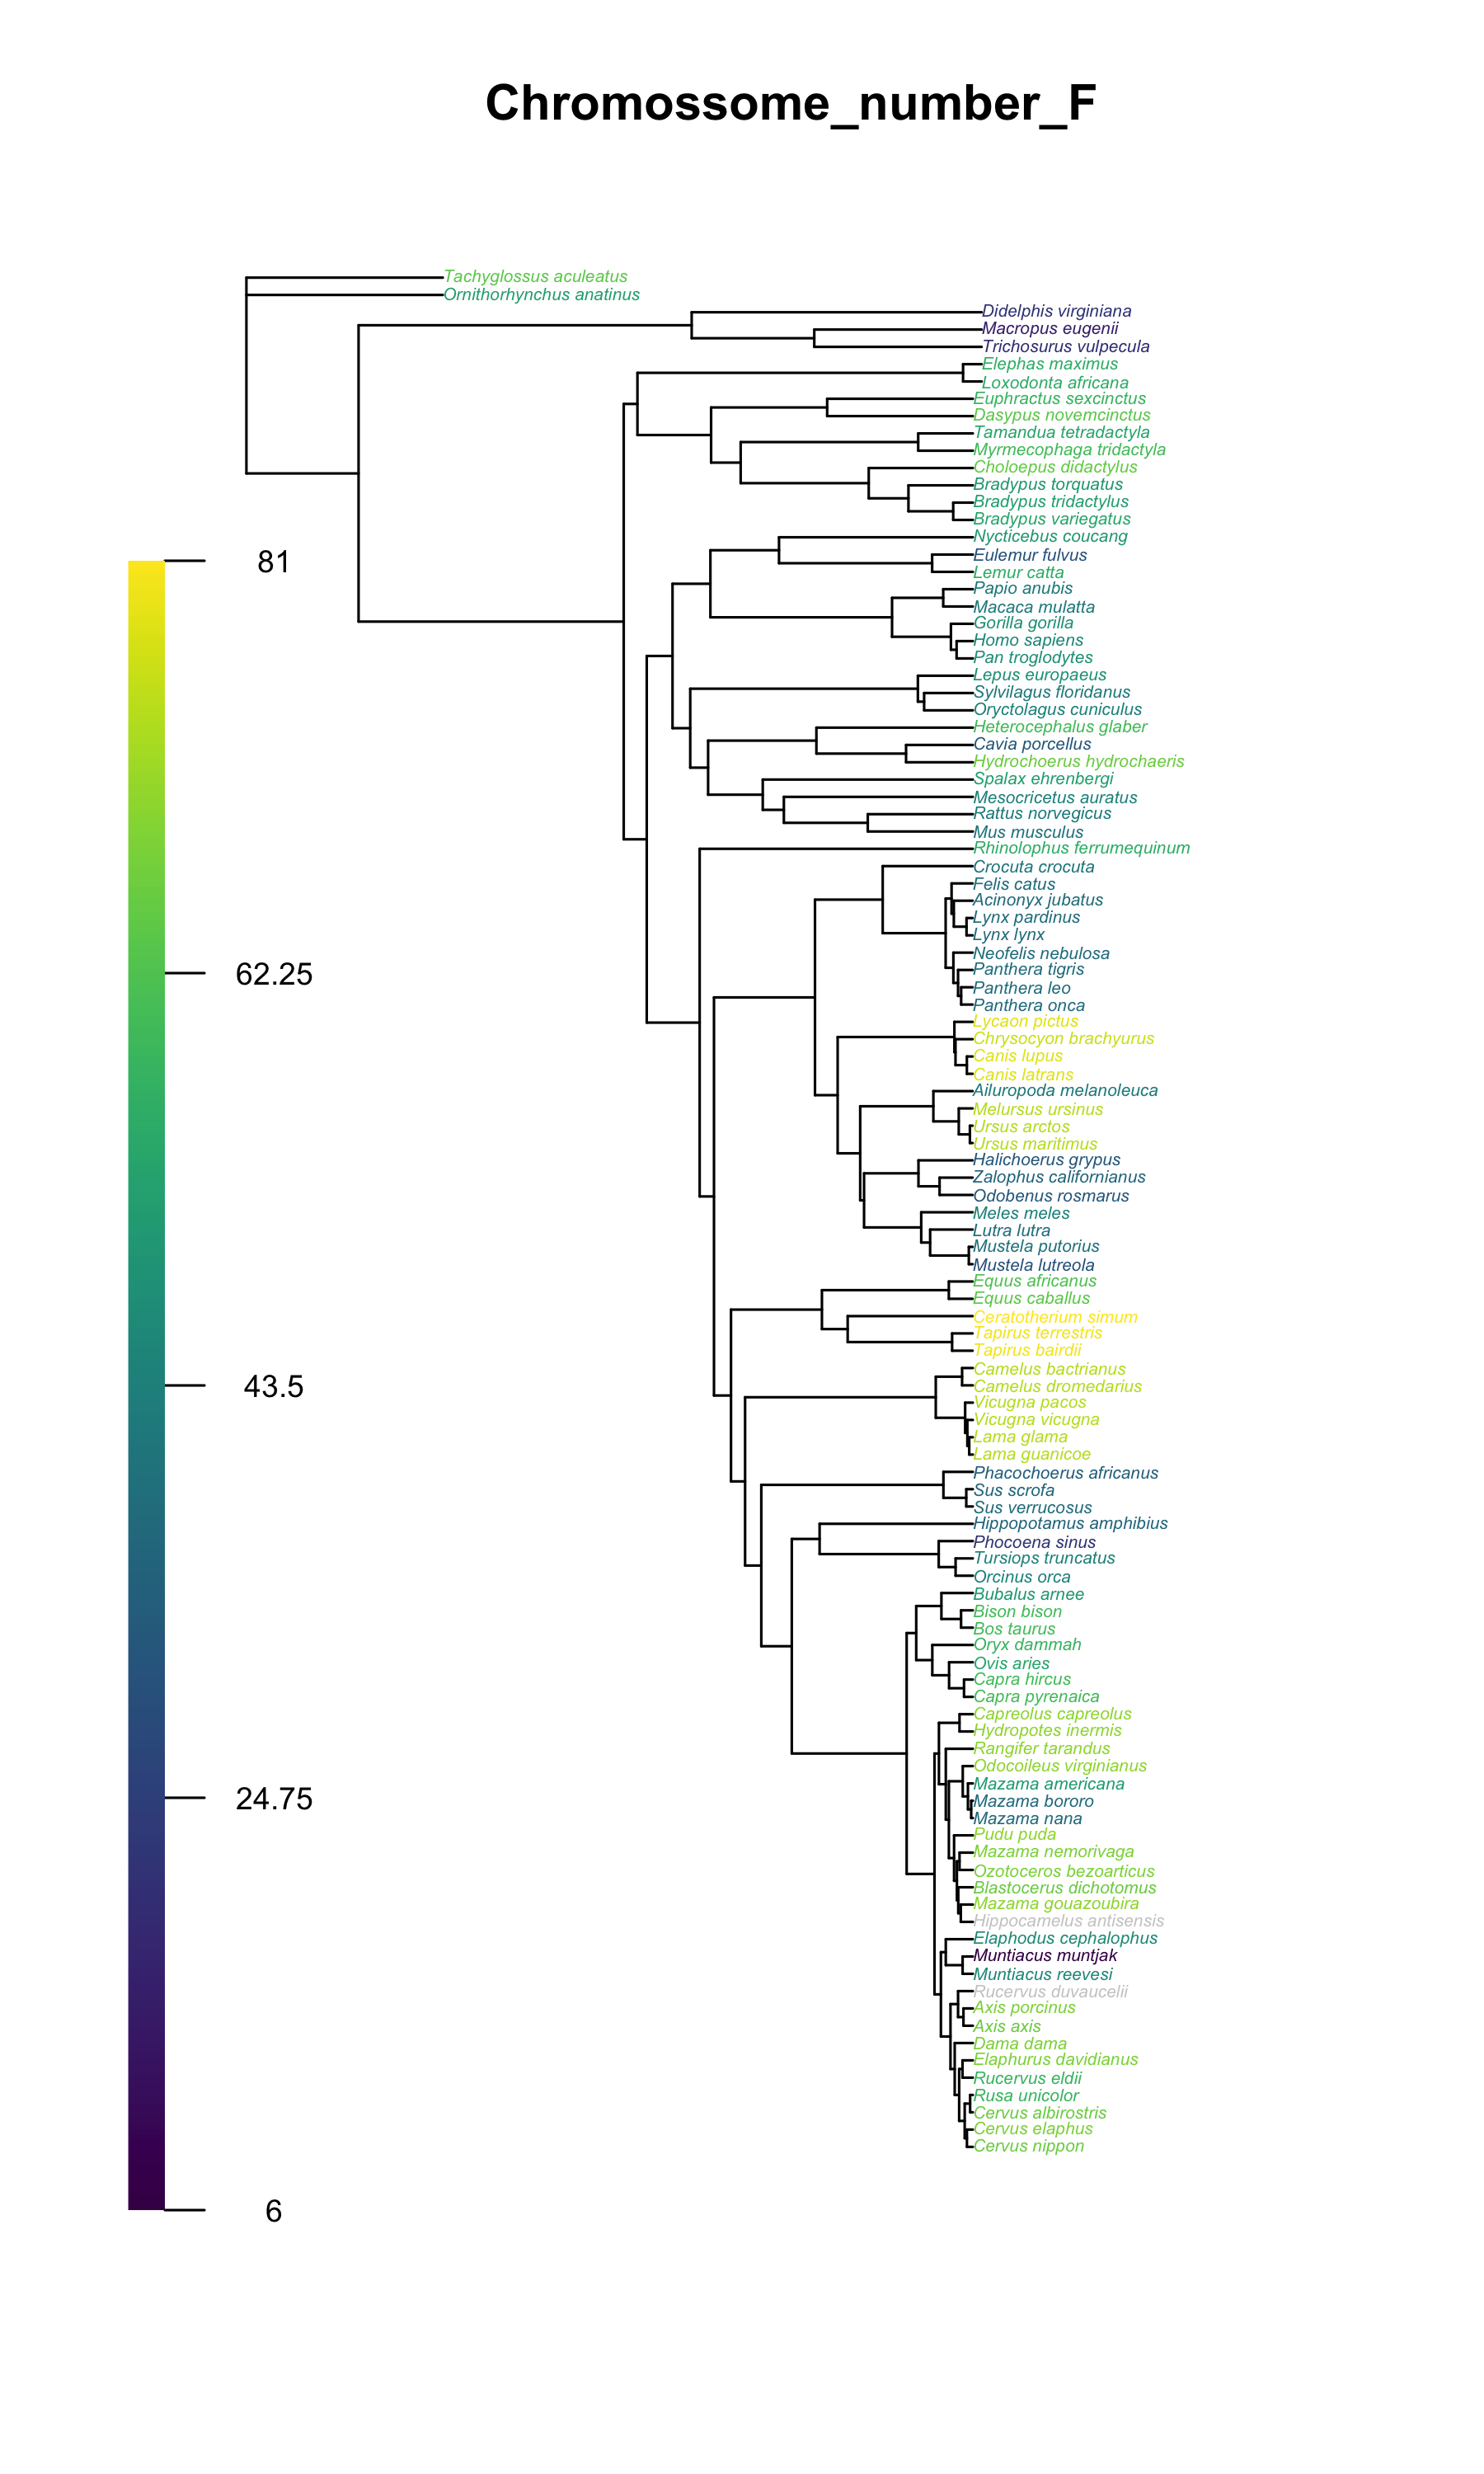 Chromossome_number_F
Tachyglossus aculeatus
Ornithorhynchus anatinus
Didelphis virginiana
Macropus eugenii
Trichosurus vulpecula
Elephas maximus
Loxodonta africana
Euphractus sexcinctus
Dasypus novemcinctus
Tamandua tetradactyla
Myrmecophaga tridactyla
Choloepus didactylus
Bradypus torquatus
Bradypus tridactylus
Bradypus variegatus
Nycticebus coucang
Eulemur fulvus
81
Lemur catta
Papio anubis
Macaca mulatta
Gorilla gorilla
Homo sapiens
Pan troglodytes
Lepus europaeus
Sylvilagus floridanus
Oryctolagus cuniculus
Heterocephalus glaber
Cavia porcellus
Hydrochoerus hydrochaeris
Spalax ehrenbergi
Mesocricetus auratus
Rattus norvegicus
Mus musculus
Rhinolophus ferrumequinum
Crocuta crocuta
Felis catus
Acinonyx jubatus
Lynx pardinus
Lynx lynx
Neofelis nebulosa
Panthera tigris
62.25
Panthera leo
Panthera onca
Lycaon pictus
Chrysocyon brachyurus
Canis lupus
Canis latrans
Ailuropoda melanoleuca
Melursus ursinus
Ursus arctos
Ursus maritimus
Halichoerus grypus
Zalophus californianus
Odobenus rosmarus
Meles meles
Lutra lutra
Mustela putorius
Mustela lutreola
Equus africanus
Equus caballus
Ceratotherium simum
Tapirus terrestris
Tapirus bairdii
Camelus bactrianus
Camelus dromedarius
43.5
Vicugna pacos
Vicugna vicugna
Lama glama
Lama guanicoe
Phacochoerus africanus
Sus scrofa
Sus verrucosus
Hippopotamus amphibius
Phocoena sinus
Tursiops truncatus
Orcinus orca
Bubalus arnee
Bison bison
Bos taurus
Oryx dammah
Ovis aries
Capra hircus
Capra pyrenaica
Capreolus capreolus
Hydropotes inermis
Rangifer tarandus
Odocoileus virginianus
Mazama americana
24.75
Mazama bororo
Mazama nana
Pudu puda
Mazama nemorivaga
Ozotoceros bezoarticus
Blastocerus dichotomus
Mazama gouazoubira
Hippocamelus antisensis
Elaphodus cephalophus
Muntiacus muntjak
Muntiacus reevesi
Rucervus duvaucelii
Axis porcinus
Axis axis
Dama dama
Elaphurus davidianus
Rucervus eldii
Rusa unicolor
Cervus albirostris
Cervus elaphus
Cervus nippon
6